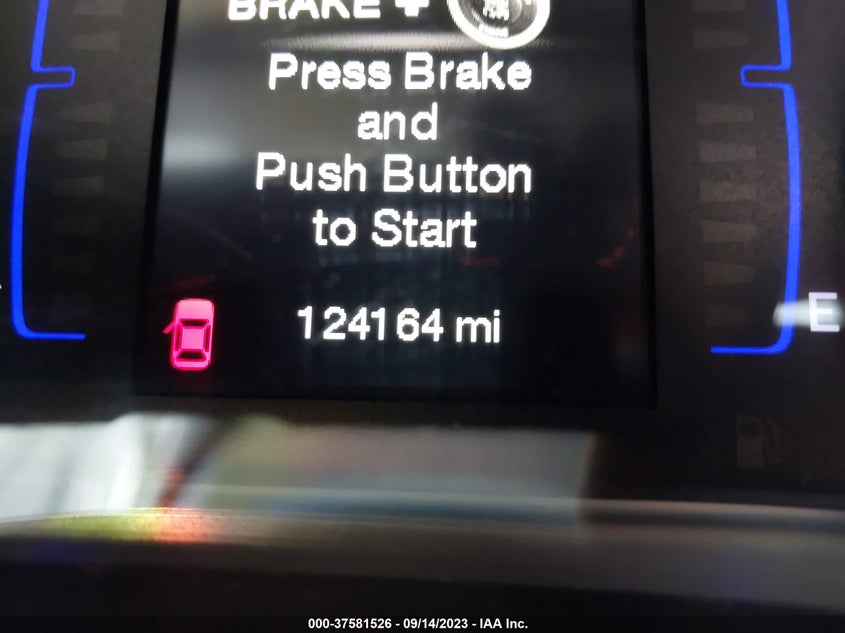 BRAKE +
Press Brake
and
Push Button
to Start
124164 mi
E
000-37581526 - 09/14/2023 - IAA Inc.